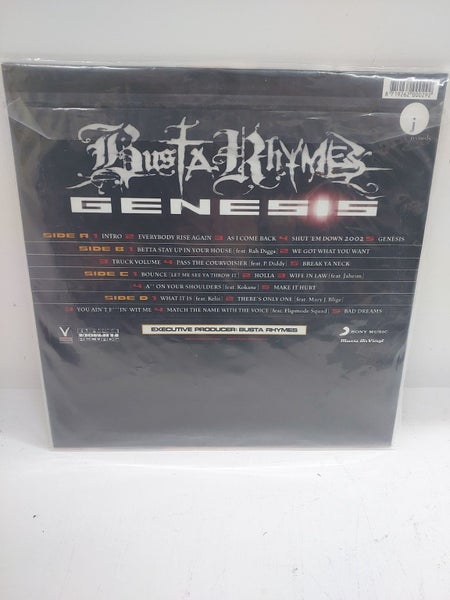 8 719262 000292
BUSTA RHYMES
GENESIS
SIDE A 1 INTRO 2 EVERYBODY RISE AGAIN 3 AS I COME BACK 4 SHUT 'EM DOWN 2002 5 GENESIS
SIDE B 1 BETTA STAY UP IN YOUR HOUSE [feat. Rah Digga] 2 WE GOT WHAT YOU WANT
3 TRUCK VOLUME 4 PASS THE COURVOISIER [feat. P. Diddy] 5 BREAK YA NECK
SIDE C 1 BOUNCE [LET ME SEE YA THROW IT] 2 HOLLA 3 WIFE IN LAW [feat. Jaheim]
4 A** ON YOUR SHOULDERS [feat. Kokane] 5 MAKE IT HURT
SIDE D 1 WHAT IT IS [feat. Kelis] 2 THERE'S ONLY ONE [feat. Mary J. Blige]
3 YOU AIN'T F***IN' WIT ME 4 MATCH THE NAME WITH THE VOICE [feat. Flipmode Squad] 5 BAD DREAMS
EXECUTIVE PRODUCER: BUSTA RHYMES
RECORDS
SONY MUSIC
Music On Vinyl